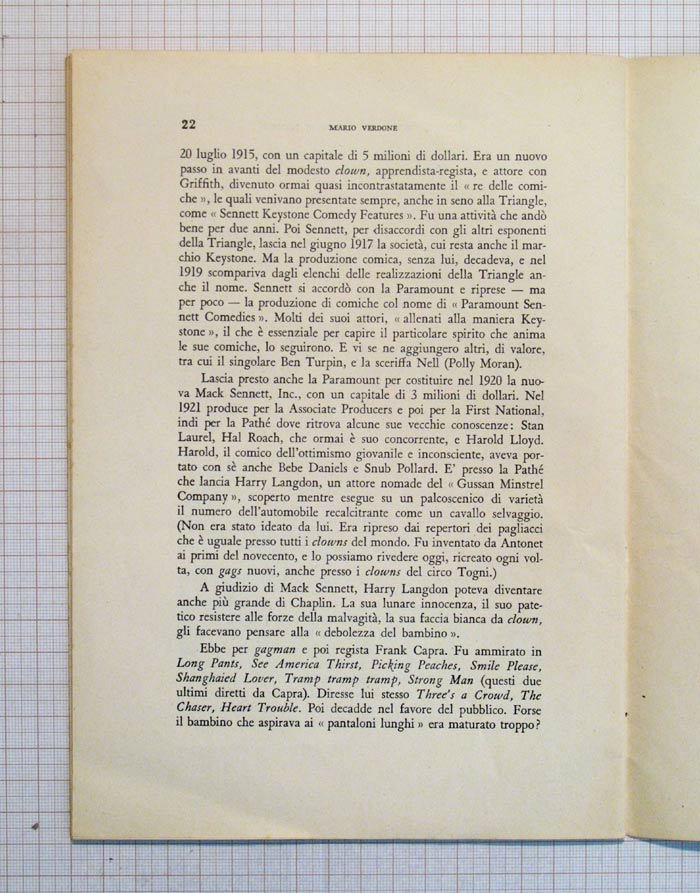 22
MARIO VERDONE
20 luglio 1915, con un capitale di 5 milioni di dollari. Era un nuovo
passo in avanti del modesto clown, apprendista-regista, e attore con
Griffith, divenuto ormai quasi incontrastatamente il « re delle comi-
che », le quali venivano presentate sempre, anche in seno alla Triangle,
come « Sennett Keystone Comedy Features ». Fu una attività che andò
bene per due anni. Poi Sennett, per disaccordi con gli altri esponenti
della Triangle, lascia nel giugno 1917 la società, cui resta anche il mar-
chio Keystone. Ma la produzione comica, senza lui, decadeva, e nel
1919 scompariva dagli elenchi delle realizzazioni della Triangle an-
che il nome. Sennett si accordò con la Paramount e riprese — ma
per poco — la produzione di comiche col nome di « Paramount Sen-
nett Comedies ». Molti dei suoi attori, « allenati alla maniera Key-
stone », il che è essenziale per capire il particolare spirito che anima
le sue comiche, lo seguirono. E vi se ne aggiungero altri, di valore,
tra cui il singolare Ben Turpin, e la sceriffa Nell (Polly Moran).
Lascia presto anche la Paramount per costituire nel 1920 la nuo-
va Mack Sennett, Inc., con un capitale di 3 milioni di dollari. Nel
1921 produce per la Associate Producers e poi per la First National,
indi per la Pathé dove ritrova alcune sue vecchie conoscenze: Stan
Laurel, Hal Roach, che ormai è suo concorrente, e Harold Lloyd.
Harold, il comico dell'ottimismo giovanile e inconsciente, aveva por-
tato con sè anche Bebe Daniels e Snub Pollard. E' presso la Pathé
che lancia Harry Langdon, un attore nomade del « Gussan Minstrel
Company », scoperto mentre esegue su un palcoscenico di varietà
il numero dell'automobile recalcitrante come un cavallo selvaggio.
(Non era stato ideato da lui. Era ripreso dai repertori dei pagliacci
che è uguale presso tutti i clowns del mondo. Fu inventato da Antonet
ai primi del novecento, e lo possiamo rivedere oggi, ricreato ogni vol-
ta, con gags nuovi, anche presso i clowns del circo Togni.)
A giudizio di Mack Sennett, Harry Langdon poteva diventare
anche più grande di Chaplin. La sua lunare innocenza, il suo pate-
tico resistere alle forze della malvagità, la sua faccia bianca da clown,
gli facevano pensare alla « debolezza del bambino ».
Ebbe per gagman e poi regista Frank Capra. Fu ammirato in
Long Pants, See America Thirst, Picking Peaches, Smile Please,
Shanghaied Lover, Tramp tramp tramp, Strong Man (questi due
ultimi diretti da Capra). Diresse lui stesso Three's a Crowd, The
Chaser, Heart Trouble. Poi decadde nel favore del pubblico. Forse
il bambino che aspirava ai « pantaloni lunghi » era maturato troppo?